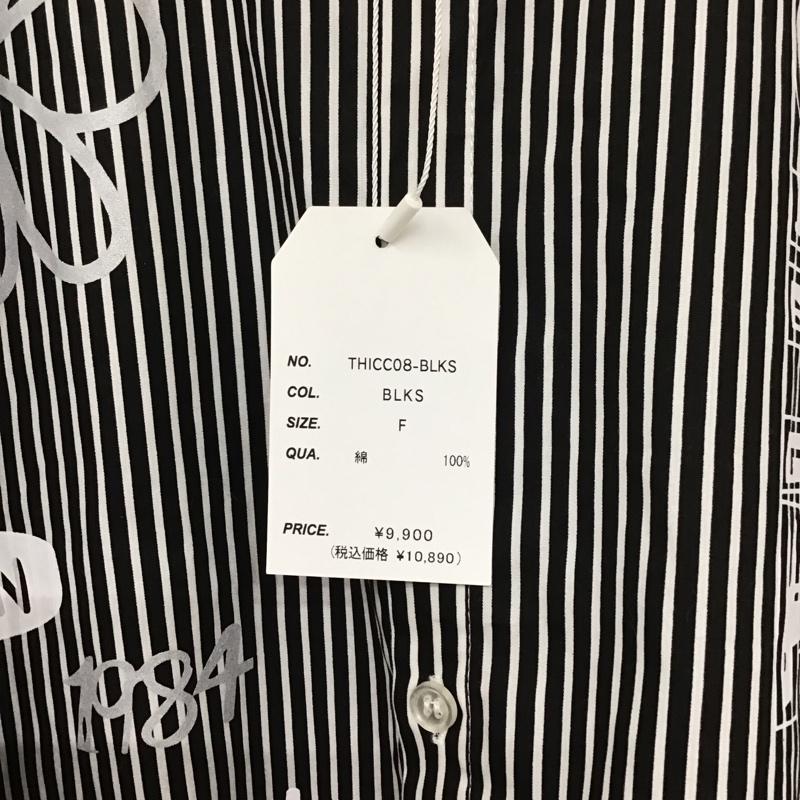 NO. THICC08-BLKS
COL. BLKS
SIZE. F
QUA. 綿 100%
PRICE. ¥9,900
(税込価格 ¥10,890)
N
1984